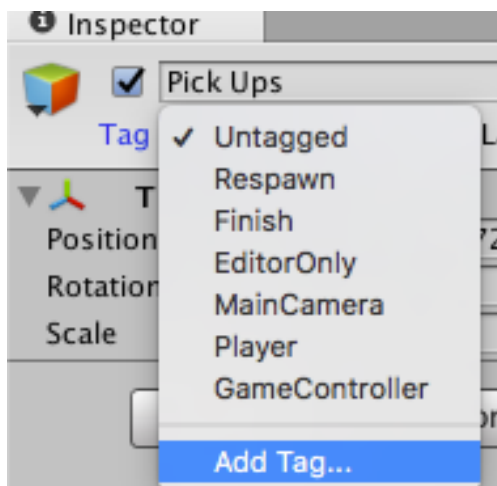 Inspector
Pick Ups
Tag ✓ Untagged
Respawn
Finish
Position
EditorOnly
Rotation
MainCamera
Scale
Player
GameController
Add Tag...